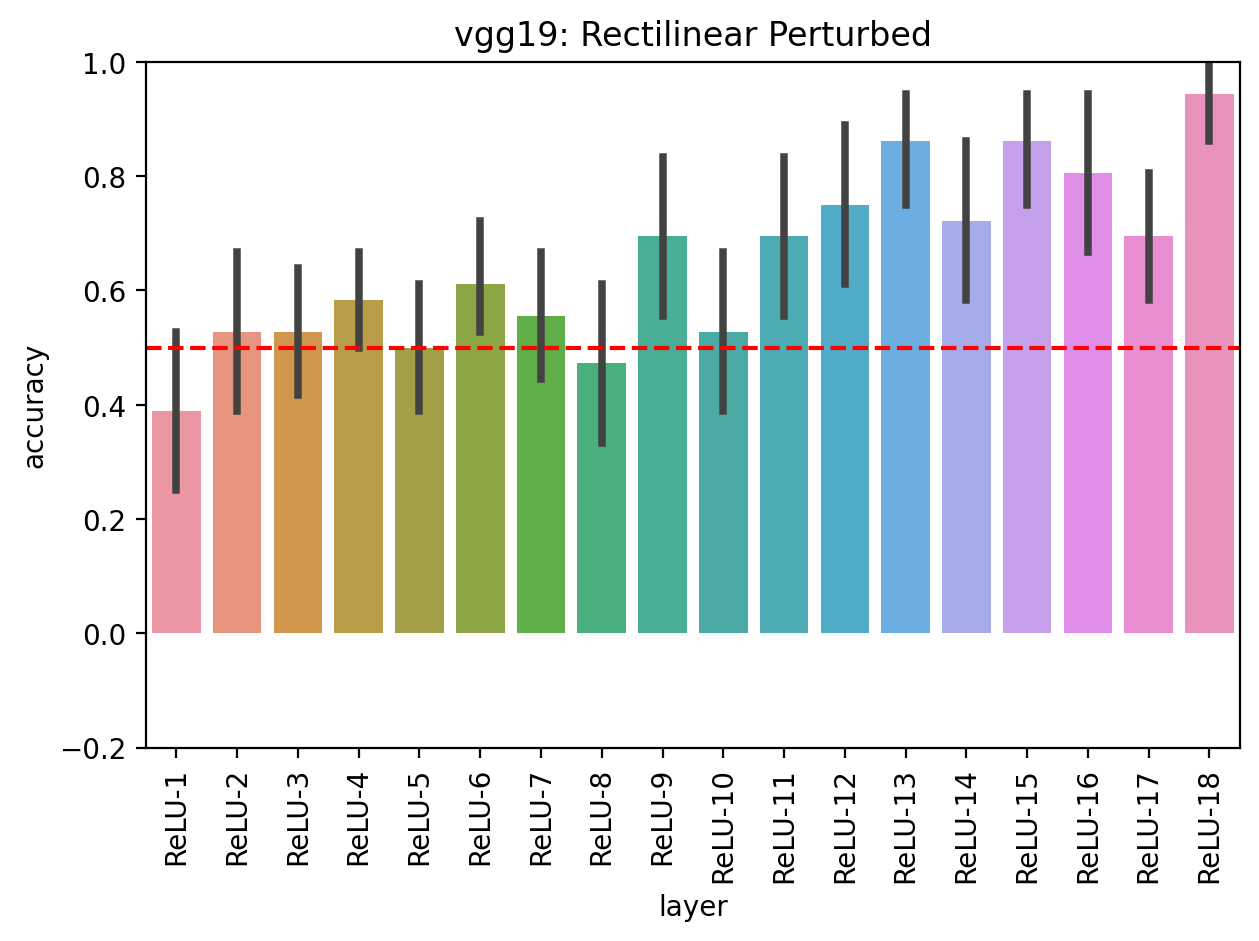 vgg19: Rectilinear Perturbed
accuracy
1.0
0.8
0.6
0.4
0.2
0.0
−0.2
ReLU-1
ReLU-2
ReLU-3
ReLU-4
ReLU-5
ReLU-6
ReLU-7
ReLU-8
ReLU-9
ReLU-10
ReLU-11
ReLU-12
ReLU-13
ReLU-14
ReLU-15
ReLU-16
ReLU-17
ReLU-18
layer